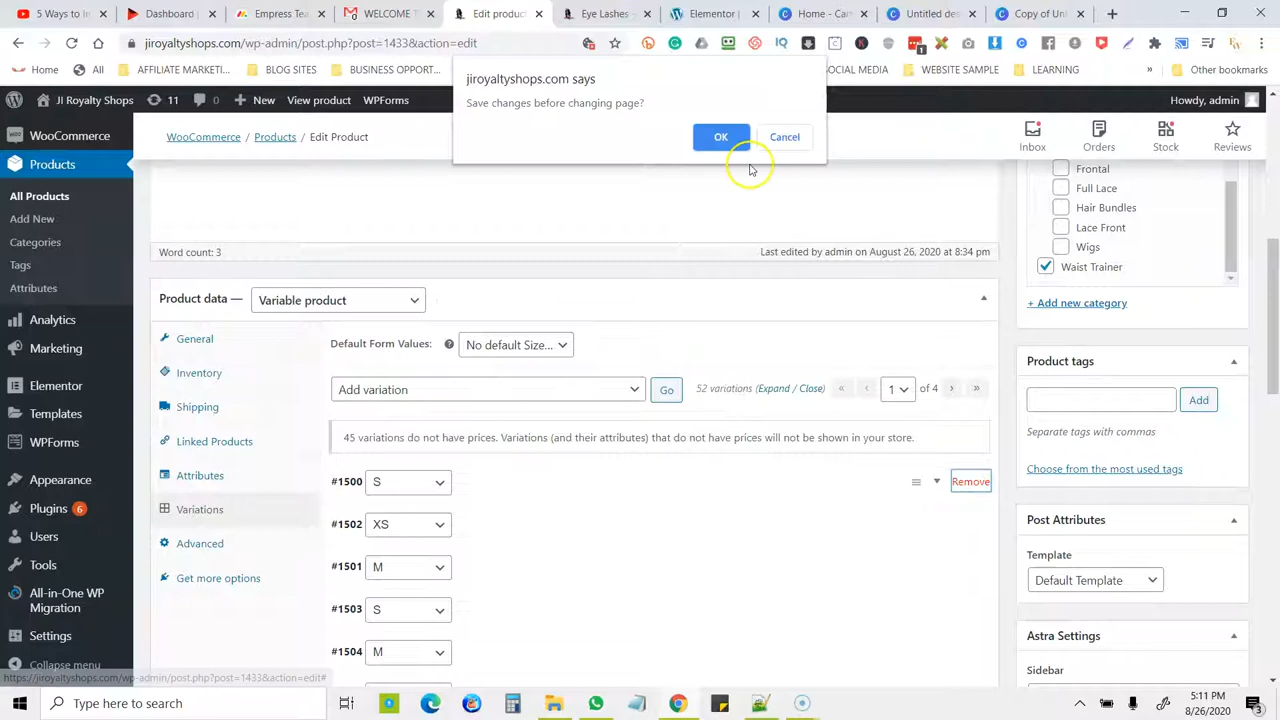 5 Ways to I
Dashboard
Empress Te
WELCOME T
Edit produc
Eye Lashes
Elementor
Home - Can
Untitled des
Copy of Unt
jiroyaltyshops.com/wp-admin/post.php?post=1433&action=edit
Home
All
AFFILIATE MARKETI...
BLOG SITES
BUSINESS OPPORT...
SOCIAL MEDIA
WEBSITE SAMPLE
LEARNING
»
Other bookmarks
jiroyaltyshops.com says
Save changes before changing page?
OK
Cancel
JI Royalty Shops
11
0
New
View product
WPForms
Howdy, admin
WooCommerce
Products
All Products
Add New
Categories
Tags
Attributes
Analytics
Marketing
Elementor
Templates
WPForms
Appearance
Plugins 6
Users
Tools
All-in-One WP
Migration
Settings
Collapse menu
WooCommerce > Products > Edit Product
Inbox
Orders
Stock
Reviews
Word count: 3
Last edited by admin on August 26, 2020 at 8:34 pm
Product data — Variable product
General
Inventory
Shipping
Linked Products
Attributes
Variations
Advanced
Get more options
Default Form Values: No default Size...
Add variation
Go
52 variations (Expand / Close)
« ‹ 1 of 4 › »
45 variations do not have prices. Variations (and their attributes) that do not have prices will not be shown in your store.
#1500 S
Remove
#1502 XS
#1501 M
#1503 S
#1504 M
Frontal
Full Lace
Hair Bundles
Lace Front
Wigs
Waist Trainer
+ Add new category
Product tags
Add
Separate tags with commas
Choose from the most used tags
Post Attributes
Template
Default Template
Astra Settings
Sidebar
https://jiroyaltyshops.com/wp-admin/post.php?post=1433&action=edit#
Type here to search
5:11 PM
8/26/2020
3